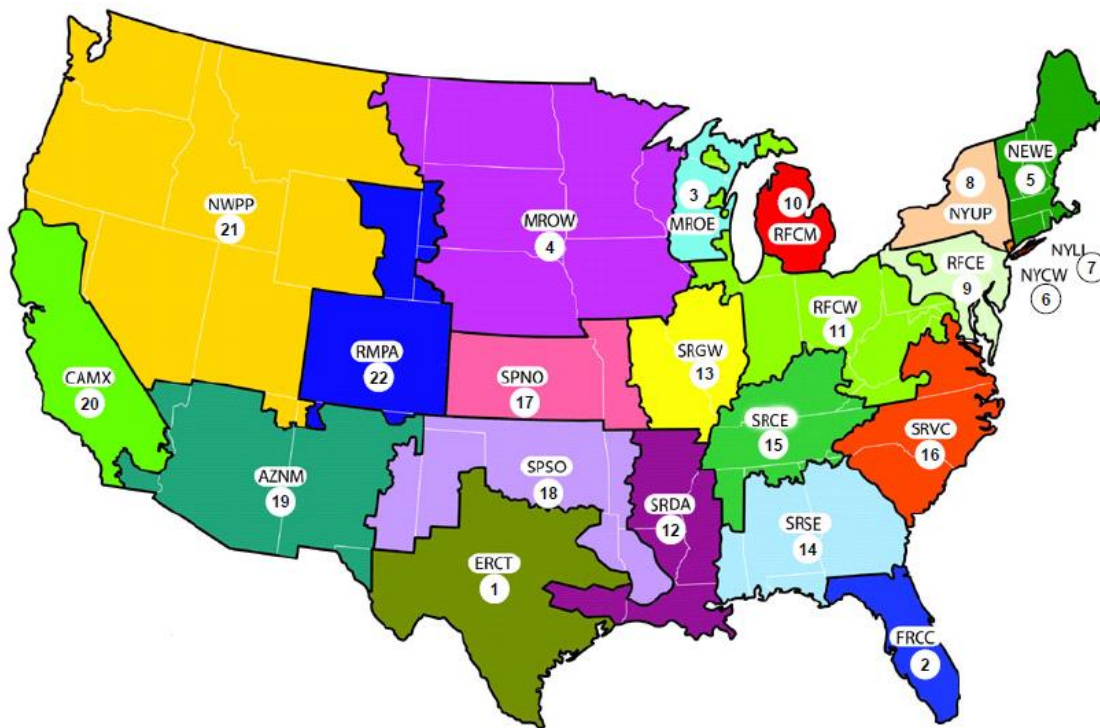 NEWE
5
8
NYUP
3
MROE
10
RFCM
NWPP
21
MROW
4
NYLI
7
NYCW
6
RFCE
9
RFCW
11
RMPA
22
SRGW
13
SPNO
17
CAMX
20
SRCE
15
SRVC
16
AZNM
19
SPSO
18
SRDA
12
SRSE
14
ERCT
1
FRCC
2